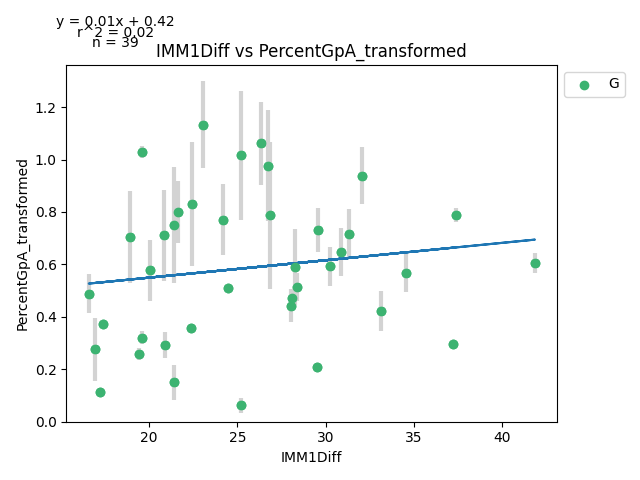 y = 0.01x + 0.42
r^2 = 0.02
n = 39
IMM1Diff vs PercentGpA_transformed
G
1.2
1.0
0.8
0.6
0.4
0.2
0.0
PercentGpA_transformed
20 25 30 35 40
IMM1Diff